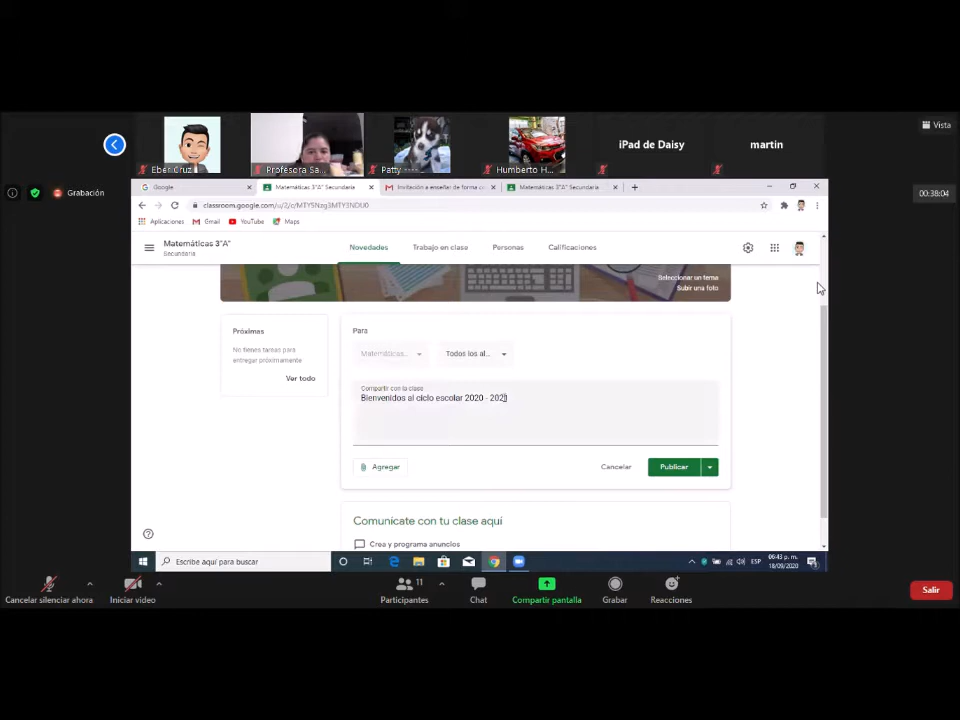 Vista
Eber Cruz
Profesora Sa...
Patty ----
Humberto H...
iPad de Daisy
martin
Grabación
00:38:04
Google
Matemáticas 3°"A" Secundaria
Invitación a enseñar de forma co
Matemáticas 3°"A" Secundaria
Aplicaciones
Gmail
YouTube
Maps
Matemáticas 3°"A"
Secundaria
Novedades
Trabajo en clase
Personas
Calificaciones
Seleccionar un tema
Subir una foto
Próximas
No tienes tareas para
entregar próximamente
Ver todo
Para
Matemáticas...
Todos los al...
Compartir con la clase
Bienvenidos al ciclo escolar 2020 - 2021
Agregar
Cancelar
Publicar
Comunícate con tu clase aquí
Crea y programa anuncios
Escribe aquí para buscar
ESP
06:43 p. m.
18/09/2020
Cancelar silenciar ahora
Iniciar video
11
Participantes
Chat
Compartir pantalla
Grabar
Reacciones
Salir